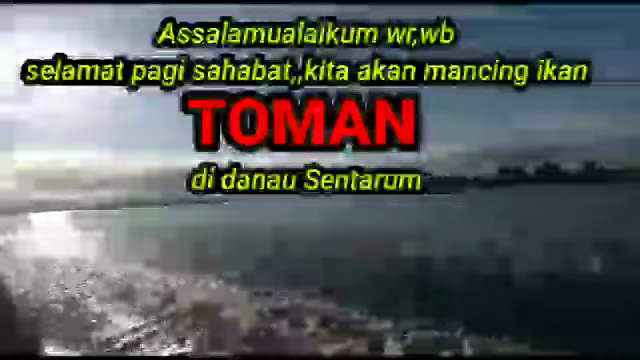 Assalamualaikum wr,wb
selamat pagi sahabat,,kita akan mancing ikan
TOMAN
di danau Sentarum